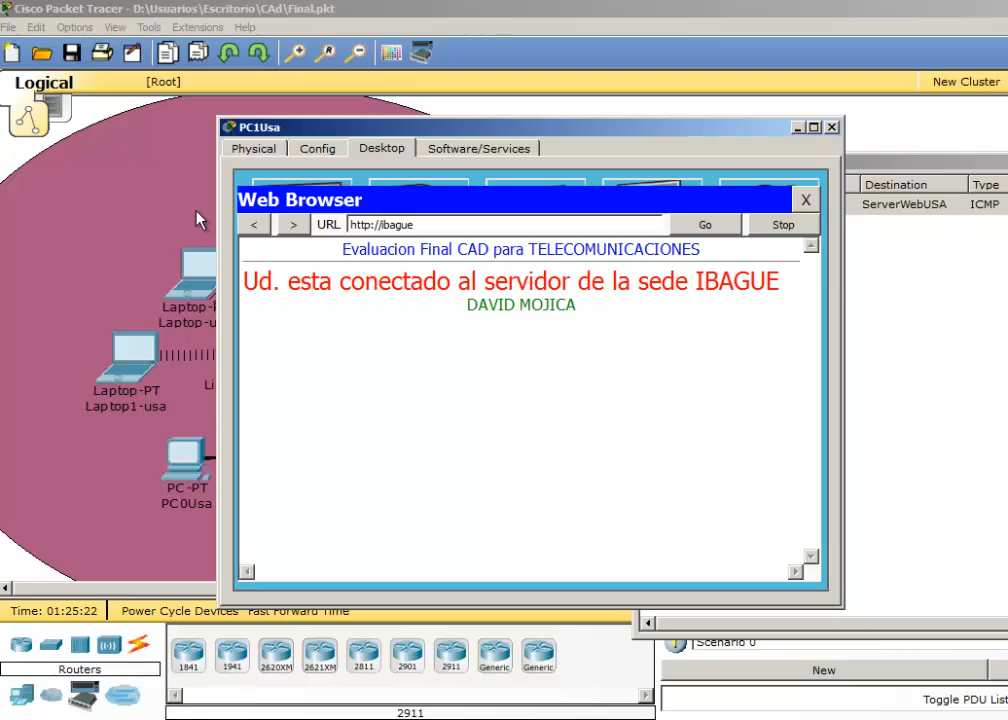 Cisco Packet Tracer - D:\Usuarios\Escritorio\CAd\Final.pkt
File Edit Options View Tools Extensions Help
Logical [Root] New Cluster
PC1Usa
Physical Config Desktop Software/Services
Destination Type
ServerWebUSA ICMP
Web Browser X
< > URL http://ibague Go Stop
Evaluacion Final CAD para TELECOMUNICACIONES
Ud. esta conectado al servidor de la sede IBAGUE
DAVID MOJICA
Laptop-
Laptop-u
Laptop-PT
Laptop1-usa
Li
PC-PT
PC0Usa
Time: 01:25:22 Power Cycle Devices Fast Forward Time
Scenario 0
1841 1941 2620XM 2621XM 2811 2901 2911 Generic Generic
Routers
New
Toggle PDU List
2911